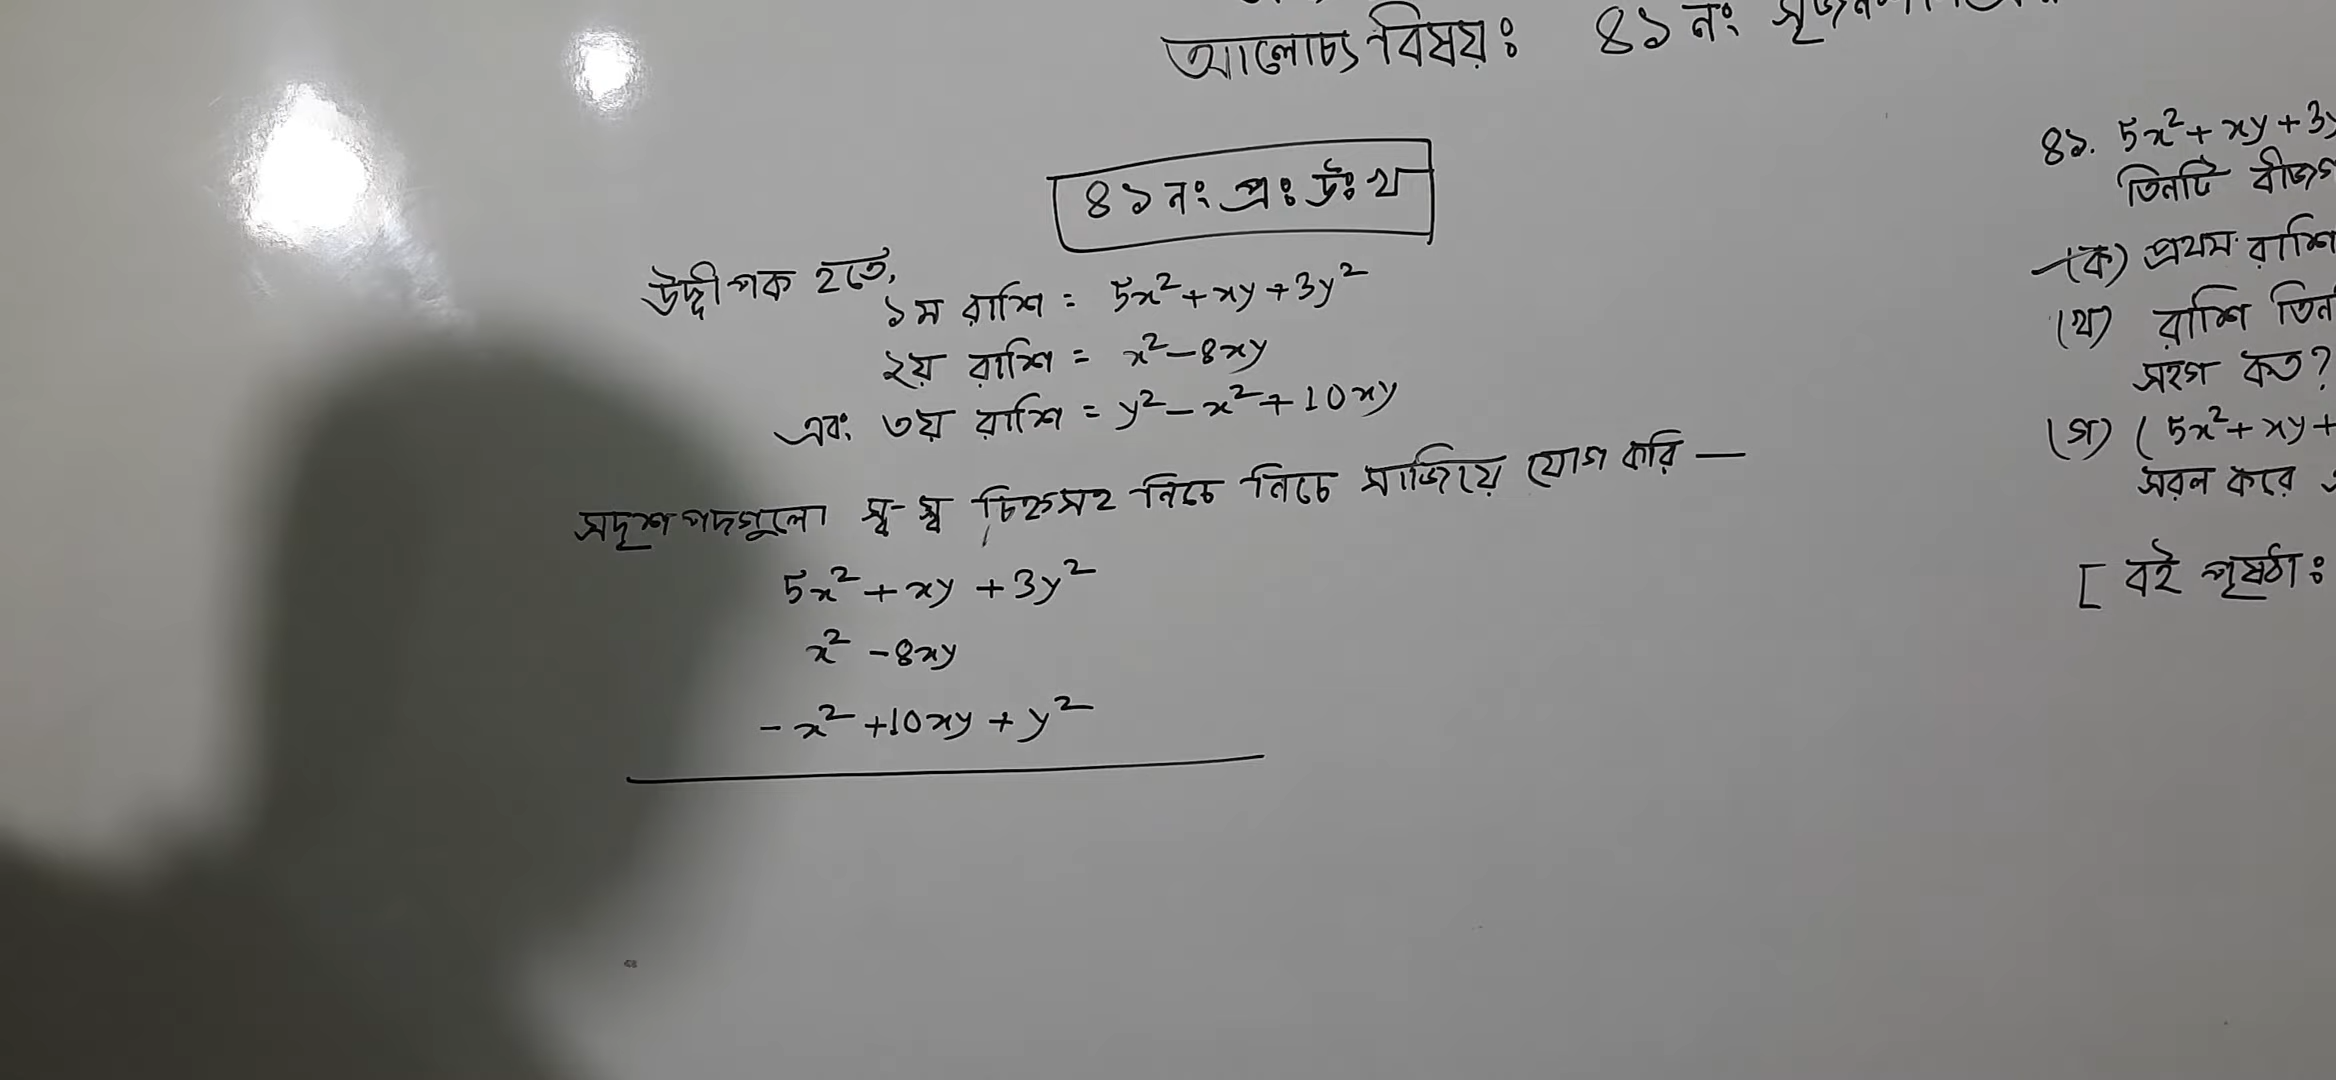 আলোচ্য বিষয়ঃ ৪১ নং
৪১ নং প্রঃ উঃ খ
উদ্দীপক হতে,
১ম রাশি = 5x² + xy + 3y²
২য় রাশি = x² - 8xy
এবং ৩য় রাশি = y² - x² + 10xy
সদৃশ পদগুলো স্ব-স্ব চিহ্নসহ নিচে নিচে সাজিয়ে যোগ করি —
5x² + xy + 3y²
x² - 8xy
- x² + 10xy + y²
৪১. 5x² + xy + 3y
তিনটি বীজগ
(ক) প্রথম রাশি
(খ) রাশি তিন
সহগ কত?
(গ) (5x² + xy +
সরল করে
[ বই পৃষ্ঠাঃ